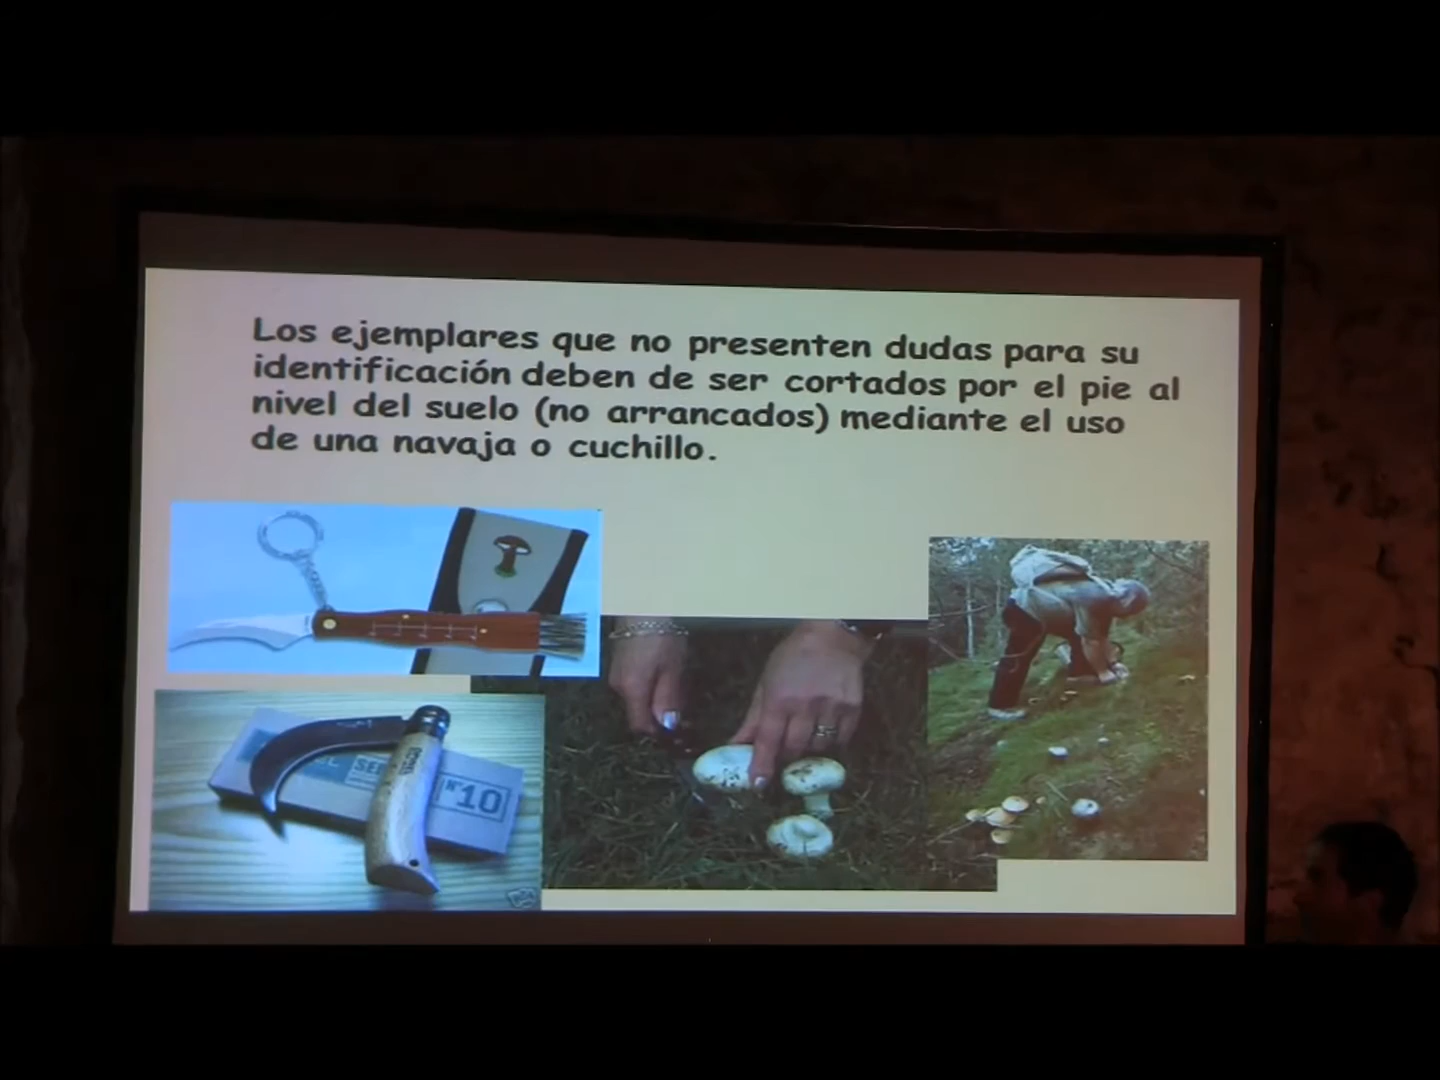 Los ejemplares que no presenten dudas para su
identificación deben de ser cortados por el pie al
nivel del suelo (no arrancados) mediante el uso
de una navaja o cuchillo.
N°10